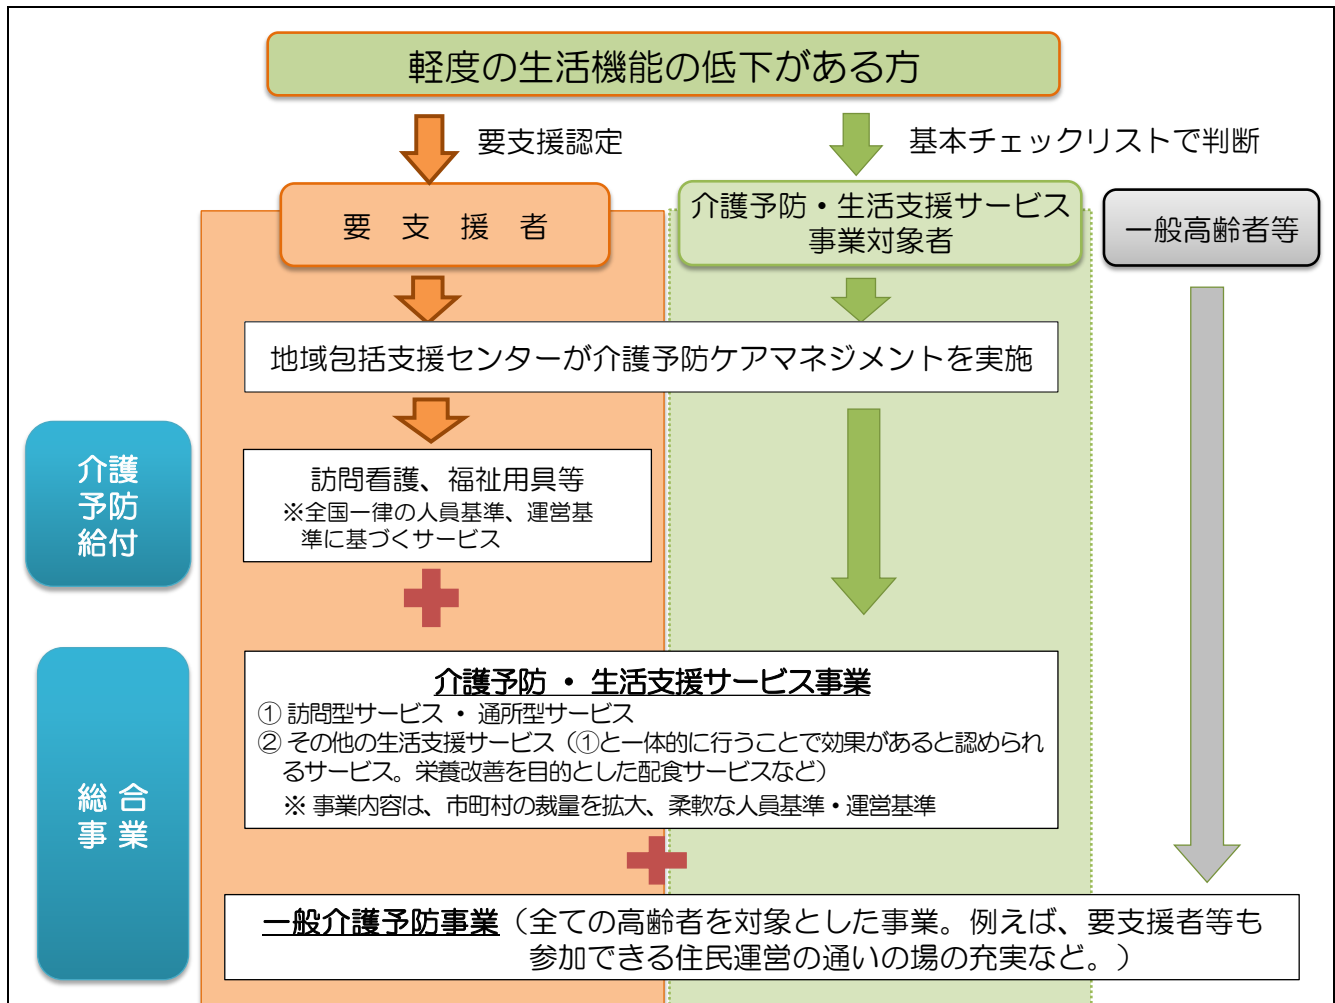 軽度の生活機能の低下がある方
要支援認定
基本チェックリストで判断
要　支　援　者
介護予防・生活支援サービス
事業対象者
一般高齢者等
地域包括支援センターが介護予防ケアマネジメントを実施
介護
予防
給付
訪問看護、福祉用具等
※全国一律の人員基準、運営基
準に基づくサービス
総 合
事 業
介護予防 ・ 生活支援サービス事業
① 訪問型サービス ・ 通所型サービス
② その他の生活支援サービス（①と一体的に行うことで効果があると認められ
るサービス。栄養改善を目的とした配食サービスなど）
※ 事業内容は、市町村の裁量を拡大、柔軟な人員基準・運営基準
一般介護予防事業（全ての高齢者を対象とした事業。例えば、要支援者等も
参加できる住民運営の通いの場の充実など。）